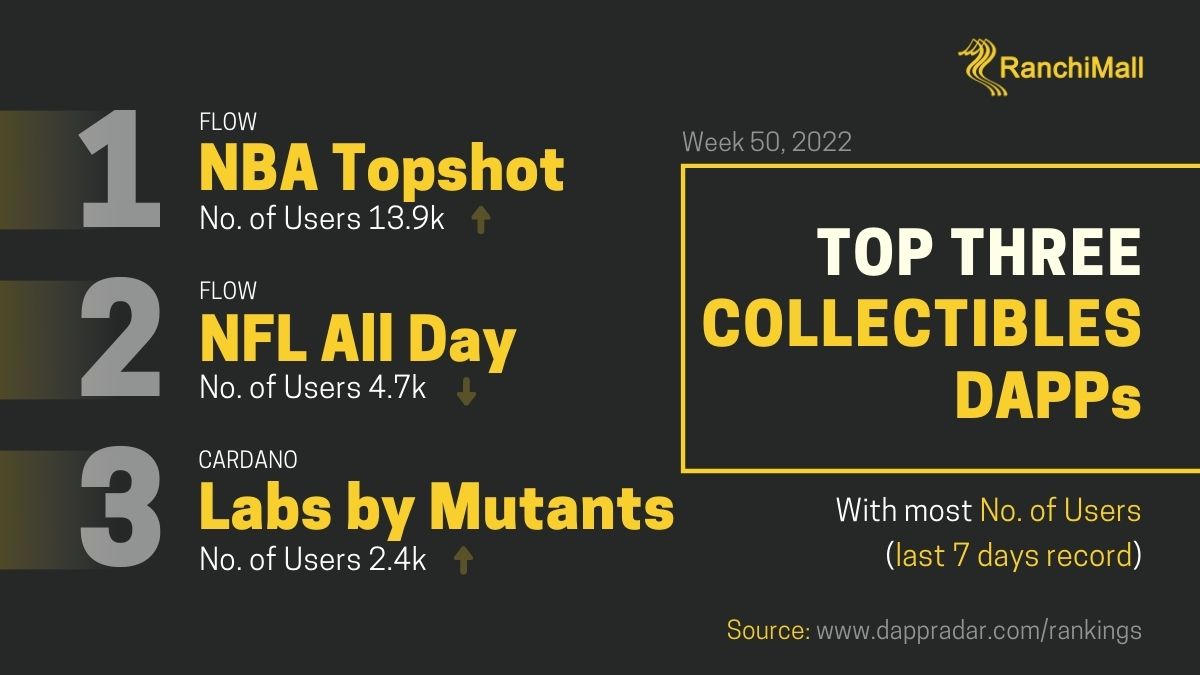 RanchiMall
1
FLOW
NBA Topshot
No. of Users 13.9k
2
FLOW
NFL All Day
No. of Users 4.7k
3
CARDANO
Labs by Mutants
No. of Users 2.4k
Week 50, 2022
TOP THREE
COLLECTIBLES
DAPPs
With most No. of Users
(last 7 days record)
Source: www.dappradar.com/rankings